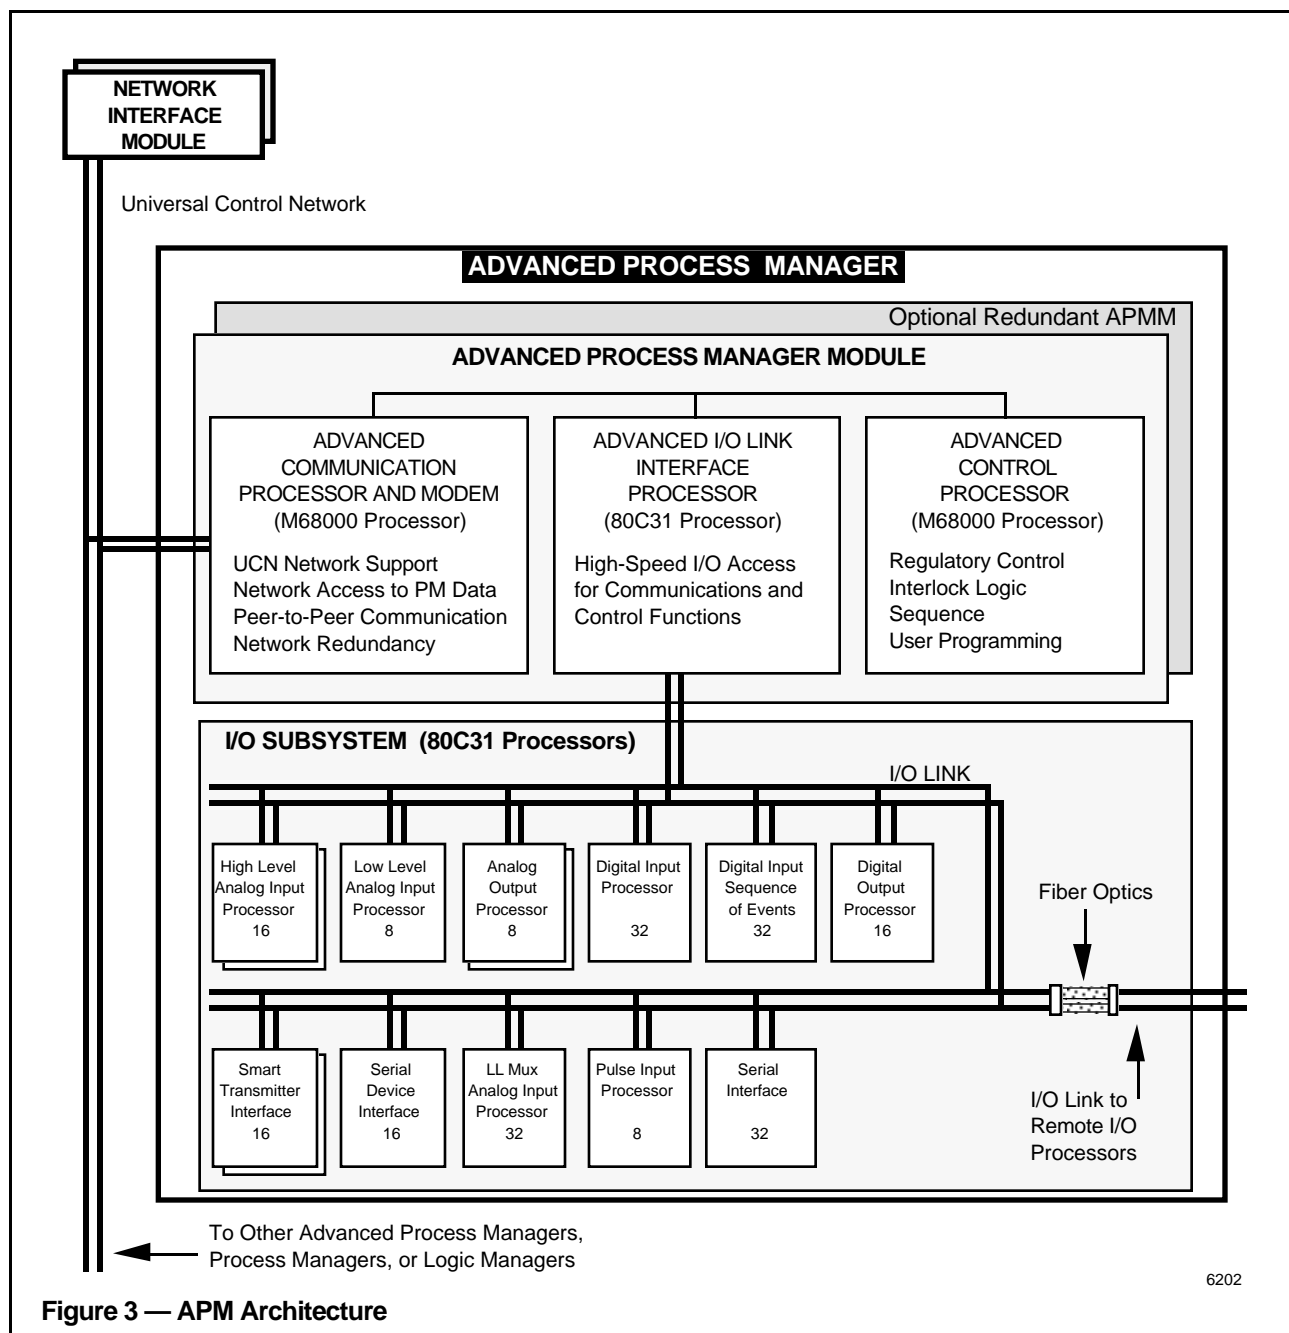 NETWORK
INTERFACE
MODULE
Universal Control Network
ADVANCED PROCESS MANAGER
Optional Redundant APMM
ADVANCED PROCESS MANAGER MODULE
ADVANCED
COMMUNICATION
PROCESSOR AND MODEM
(M68000 Processor)
UCN Network Support
Network Access to PM Data
Peer-to-Peer Communication
Network Redundancy
ADVANCED I/O LINK
INTERFACE
PROCESSOR
(80C31 Processor)
High-Speed I/O Access
for Communications and
Control Functions
ADVANCED
CONTROL
PROCESSOR
(M68000 Processor)
Regulatory Control
Interlock Logic
Sequence
User Programming
I/O SUBSYSTEM (80C31 Processors)
I/O LINK
High Level
Analog Input
Processor
16
Low Level
Analog Input
Processor
8
Analog
Output
Processor
8
Digital Input
Processor
32
Digital Input
Sequence
of Events
32
Digital
Output
Processor
16
Fiber Optics
Smart
Transmitter
Interface
16
Serial
Device
Interface
16
LL Mux
Analog Input
Processor
32
Pulse Input
Processor
8
Serial
Interface
32
I/O Link to
Remote I/O
Processors
To Other Advanced Process Managers,
Process Managers, or Logic Managers
6202
Figure 3 — APM Architecture